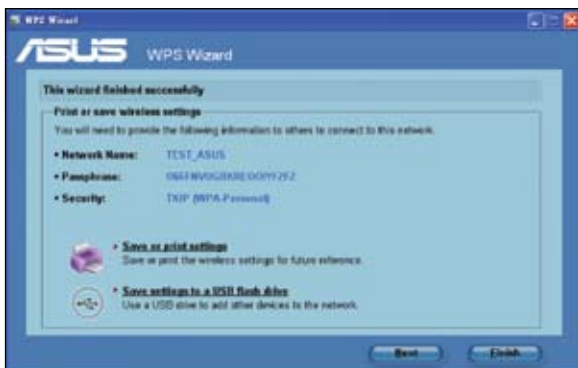 WPS Wizard
ASUS WPS Wizard
This wizard finished successfully
Print or save wireless settings
You will need to provide the following information to others to connect to this network.
• Network Name: TEST_ASUS
• Passphrase:
• Security: TKIP (WPA-Personal)
• Save or print settings
Save or print the wireless settings for future reference.
• Save settings to a USB flash drive
Use a USB drive to add other devices to the network.
Next Finish